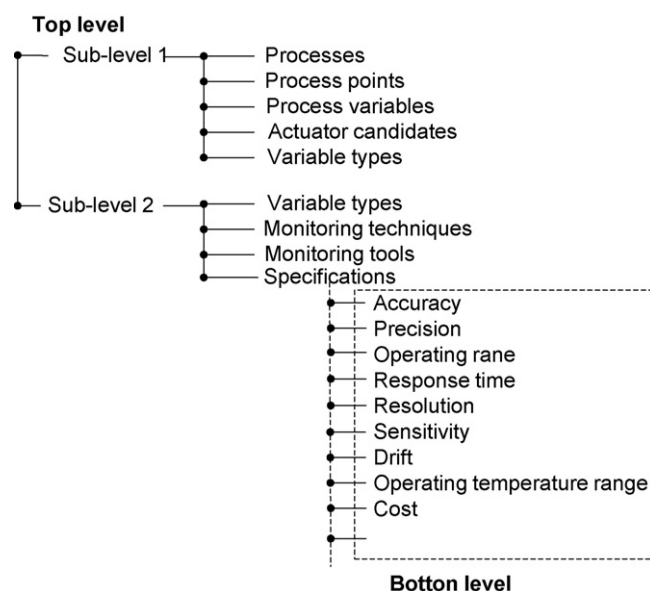 Top level
Sub-level 1
Processes
Process points
Process variables
Actuator candidates
Variable types
Sub-level 2
Variable types
Monitoring techniques
Monitoring tools
Specifications
Accuracy
Precision
Operating rane
Response time
Resolution
Sensitivity
Drift
Operating temperature range
Cost
Botton level